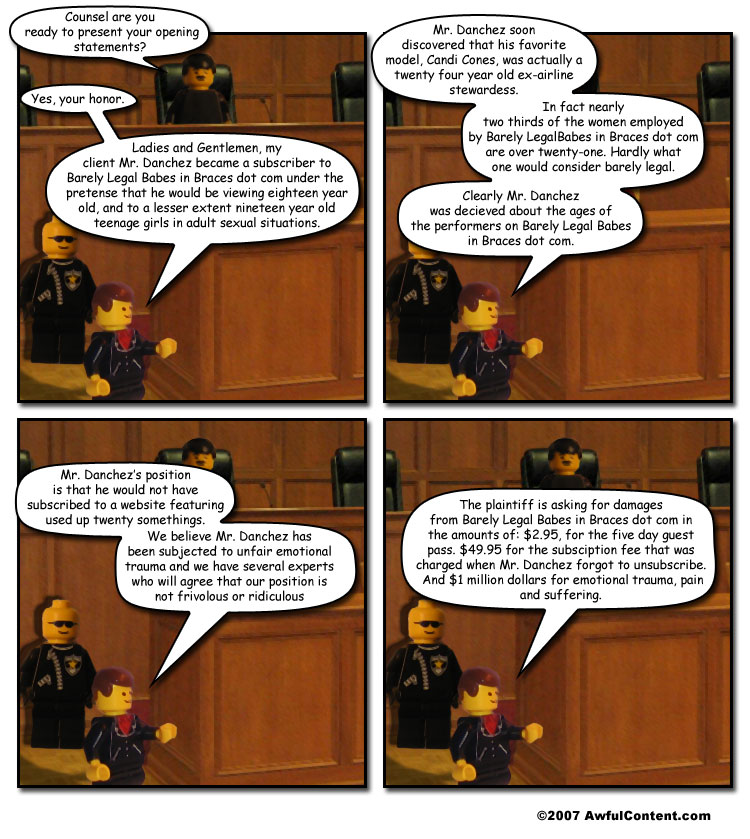 Counsel are you
ready to present your opening
statements?
Yes, your honor.
Ladies and Gentlemen, my
client Mr. Danchez became a subscriber to
Barely Legal Babes in Braces dot com under the
pretense that he would be viewing eighteen year
old, and to a lesser extent nineteen year old
teenage girls in adult sexual situations.
Mr. Danchez soon
discovered that his favorite
model, Candi Cones, was actually a
twenty four year old ex-airline
stewardess.
In fact nearly
two thirds of the women employed
by Barely LegalBabes in Braces dot com
are over twenty-one. Hardly what
one would consider barely legal.
Clearly Mr. Danchez
was decieved about the ages of
the performers on Barely Legal Babes
in Braces dot com.
Mr. Danchez's position
is that he would not have
subscribed to a website featuring
used up twenty somethings.
We believe Mr. Danchez has
been subjected to unfair emotional
trauma and we have several experts
who will agree that our position is
not frivolous or ridiculous
The plaintiff is asking for damages
from Barely Legal Babes in Braces dot com in
the amounts of: $2.95, for the five day guest
pass. $49.95 for the subsciption fee that was
charged when Mr. Danchez forgot to unsubscribe.
And $1 million dollars for emotional trauma, pain
and suffering.
©2007 AwfulContent.com